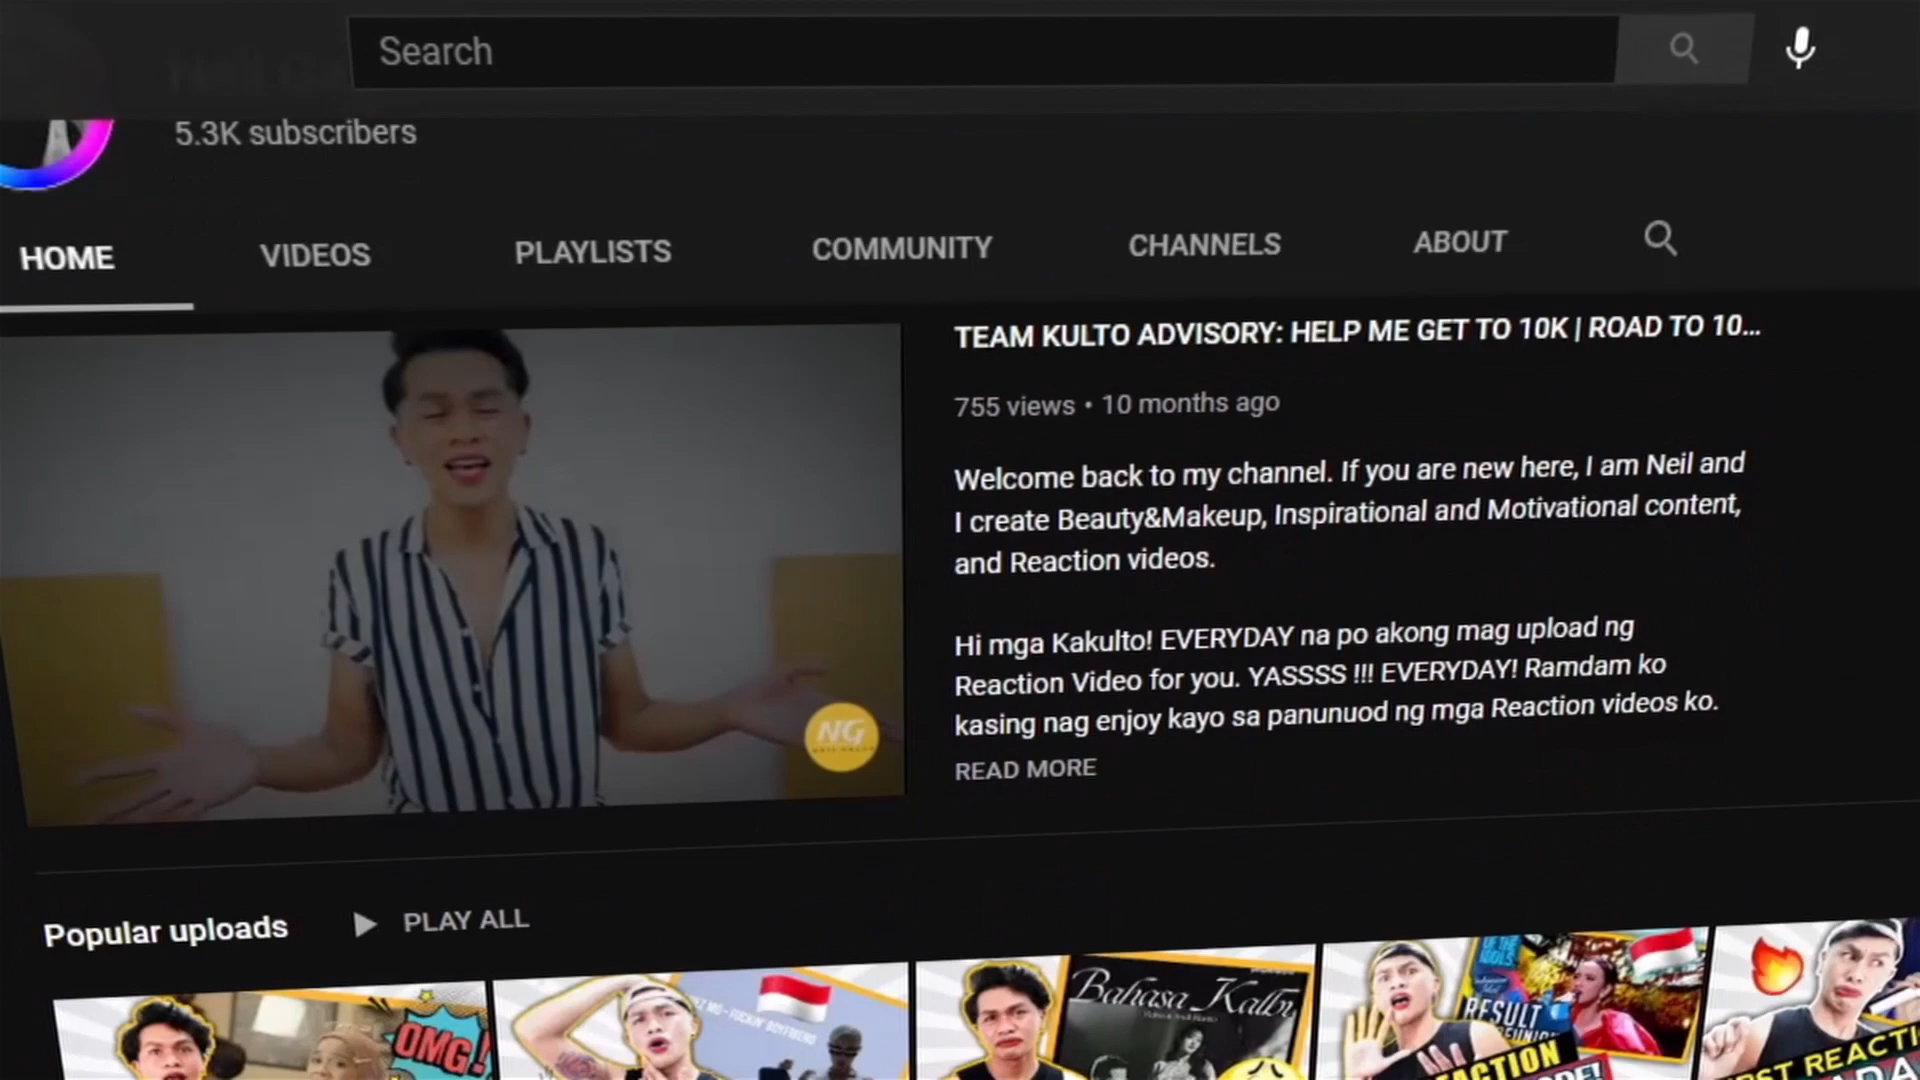 Search
5.3K subscribers
HOME VIDEOS PLAYLISTS COMMUNITY CHANNELS ABOUT
TEAM KULTO ADVISORY: HELP ME GET TO 10K | ROAD TO 10...
755 views • 10 months ago
Welcome back to my channel. If you are new here, I am Neil and
I create Beauty&Makeup, Inspirational and Motivational content,
and Reaction videos.
Hi mga Kakulto! EVERYDAY na po akong mag upload ng
Reaction Video for you. YASSSS !!! EVERYDAY! Ramdam ko
kasing nag enjoy kayo sa panunuod ng mga Reaction videos ko.
READ MORE
NG
Popular uploads PLAY ALL
OMG!
Bahasa Kalbu
RESULT